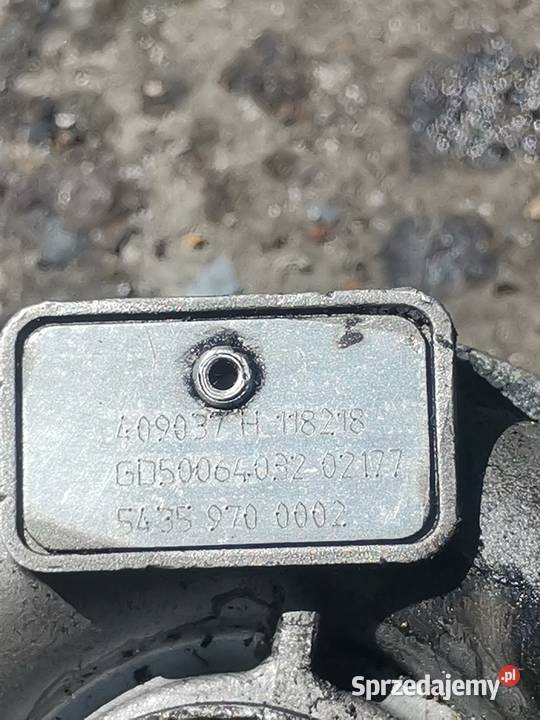 409037 H 118218
GD50064032 02177
5435 970 0002
Sprzedajemy.pl